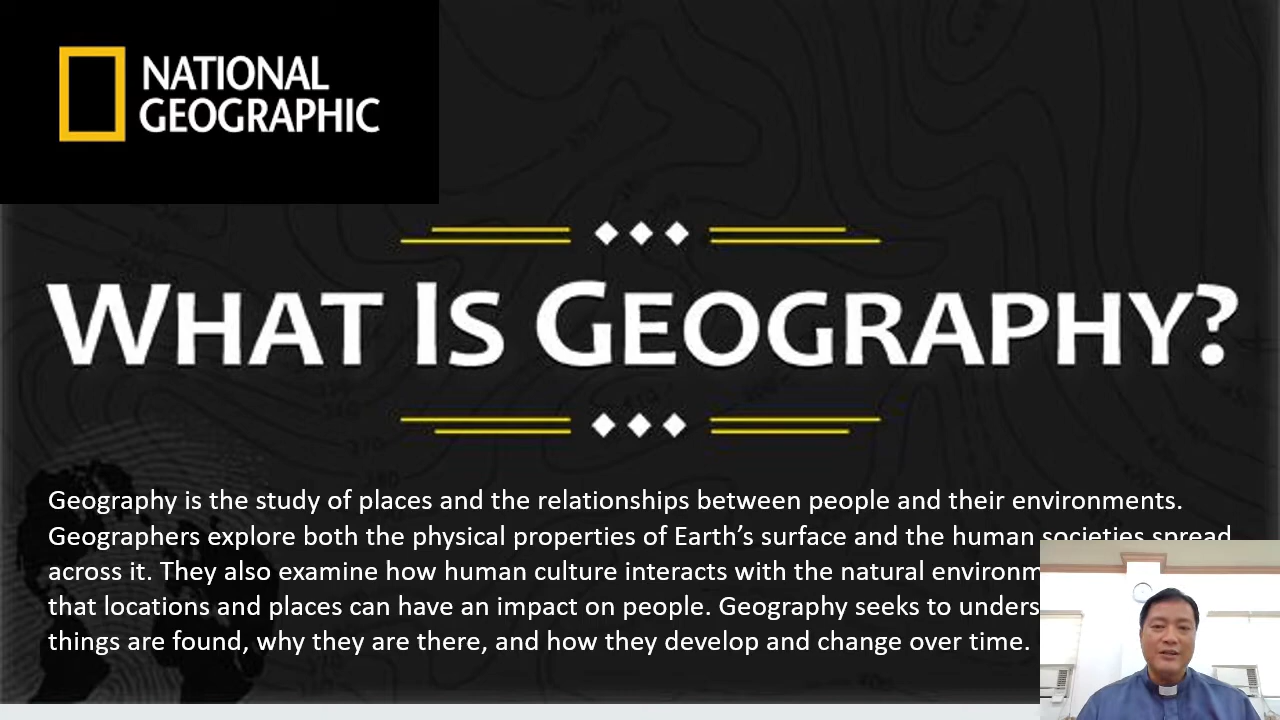 NATIONAL
GEOGRAPHIC
WHAT IS GEOGRAPHY?
Geography is the study of places and the relationships between people and their environments.
Geographers explore both the physical properties of Earth’s surface and the human societies spread
across it. They also examine how human culture interacts with the natural
that locations and places can have an impact on people. Geography seeks to
things are found, why they are there, and how they develop and change over time.